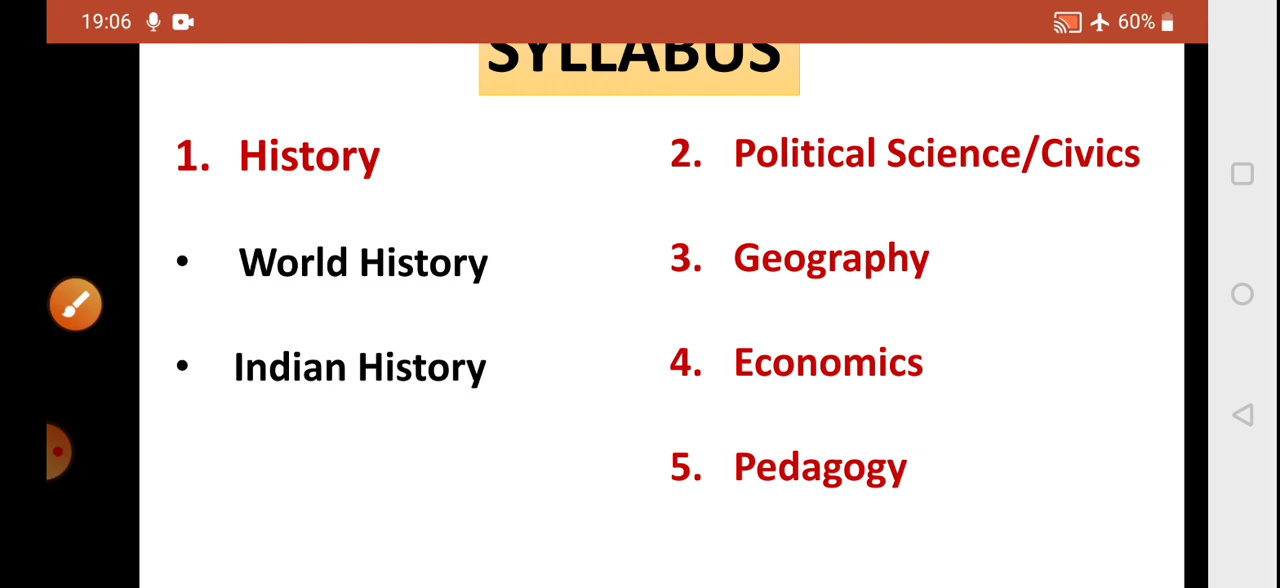 19:06
60%
SYLLABUS
1. History
• World History
• Indian History
2. Political Science/Civics
3. Geography
4. Economics
5. Pedagogy